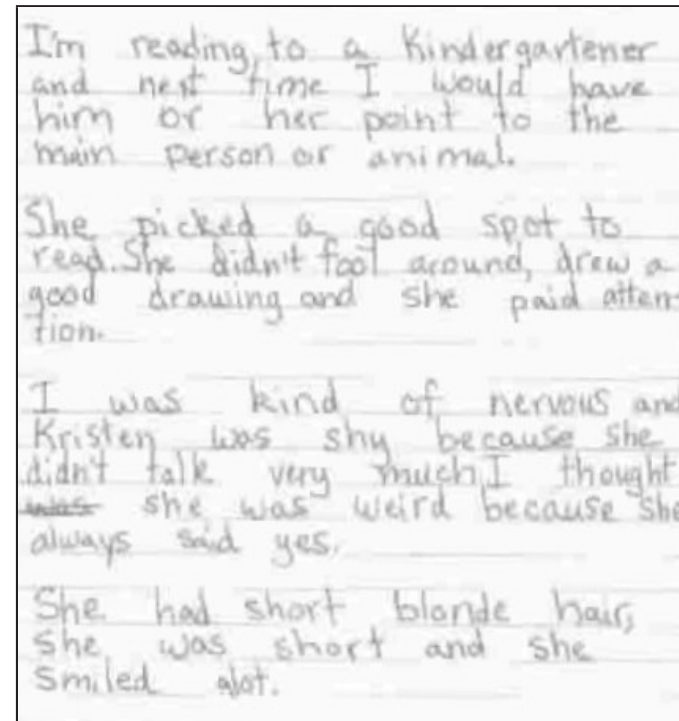 I'm reading to a Kindergartener
and next time I would have
him or her point to the
main person or animal.
She picked a good spot to
read. She didn't fool around, drew a
good drawing and she paid atten-
tion.
I was kind of nervous and
Kristen was shy because she
didn't talk very much I thought
was she was weird because she
always said yes.
She had short blonde hair,
she was short and she
smiled alot.